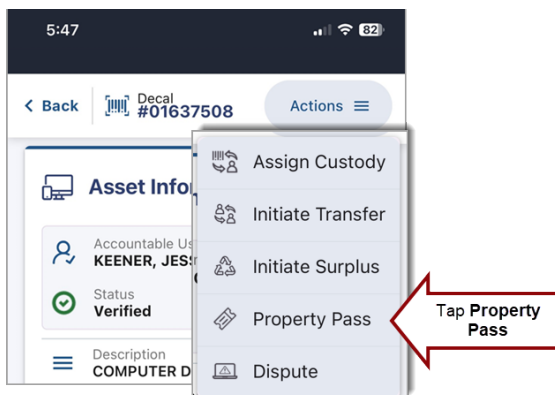 5:47
82
Back
Decal
#01637508
Actions
Assign Custody
Asset Info
Initiate Transfer
Accountable Us
KEENER, JES
Initiate Surplus
Status
Verified
Property Pass
Tap Property
Pass
Description
COMPUTER D
Dispute